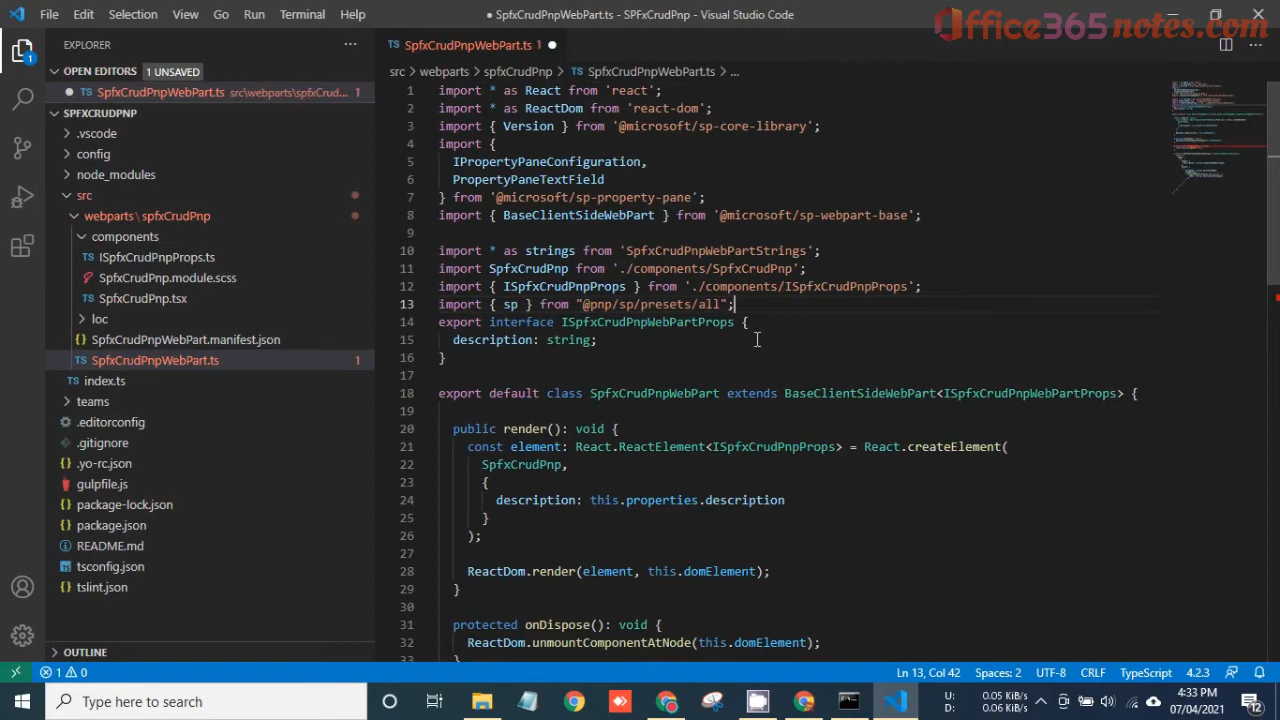 File Edit Selection View Go Run Terminal Help
● SpfxCrudPnpWebPart.ts - SPFxCrudPnp - Visual Studio Code
Office365notes.com
EXPLORER
OPEN EDITORS 1 UNSAVED
SpfxCrudPnpWebPart.ts src\webparts\spfxCrud... 1
SPFXCRUDPNP
.vscode
config
node_modules
src
webparts \ spfxCrudPnp
components
ISpfxCrudPnpProps.ts
SpfxCrudPnp.module.scss
SpfxCrudPnp.tsx
loc
SpfxCrudPnpWebPart.manifest.json
SpfxCrudPnpWebPart.ts 1
index.ts
teams
.editorconfig
.gitignore
.yo-rc.json
gulpfile.js
package-lock.json
package.json
README.md
tsconfig.json
tslint.json
OUTLINE
SpfxCrudPnpWebPart.ts 1
src > webparts > spfxCrudPnp > TS SpfxCrudPnpWebPart.ts > ...
1 import * as React from 'react';
2 import * as ReactDom from 'react-dom';
3 import { Version } from '@microsoft/sp-core-library';
4 import {
5 IPropertyPaneConfiguration,
6 PropertyPaneTextField
7 } from '@microsoft/sp-property-pane';
8 import { BaseClientSideWebPart } from '@microsoft/sp-webpart-base';
9
10 import * as strings from 'SpfxCrudPnpWebPartStrings';
11 import SpfxCrudPnp from './components/SpfxCrudPnp';
12 import { ISpfxCrudPnpProps } from './components/ISpfxCrudPnpProps';
13 import { sp } from "@pnp/sp/presets/all";
14 export interface ISpfxCrudPnpWebPartProps {
15 description: string;
16 }
17
18 export default class SpfxCrudPnpWebPart extends BaseClientSideWebPart<ISpfxCrudPnpWebPartProps> {
19
20 public render(): void {
21 const element: React.ReactElement<ISpfxCrudPnpProps> = React.createElement(
22 SpfxCrudPnp,
23 {
24 description: this.properties.description
25 }
26 );
27
28 ReactDom.render(element, this.domElement);
29 }
30
31 protected onDispose(): void {
32 ReactDom.unmountComponentAtNode(this.domElement);
33 }
1 0
Ln 13, Col 42 Spaces: 2 UTF-8 CRLF TypeScript 4.2.3
Type here to search
U: 0.05 KiB/s
D: 0.06 KiB/s
4:33 PM
07/04/2021
12